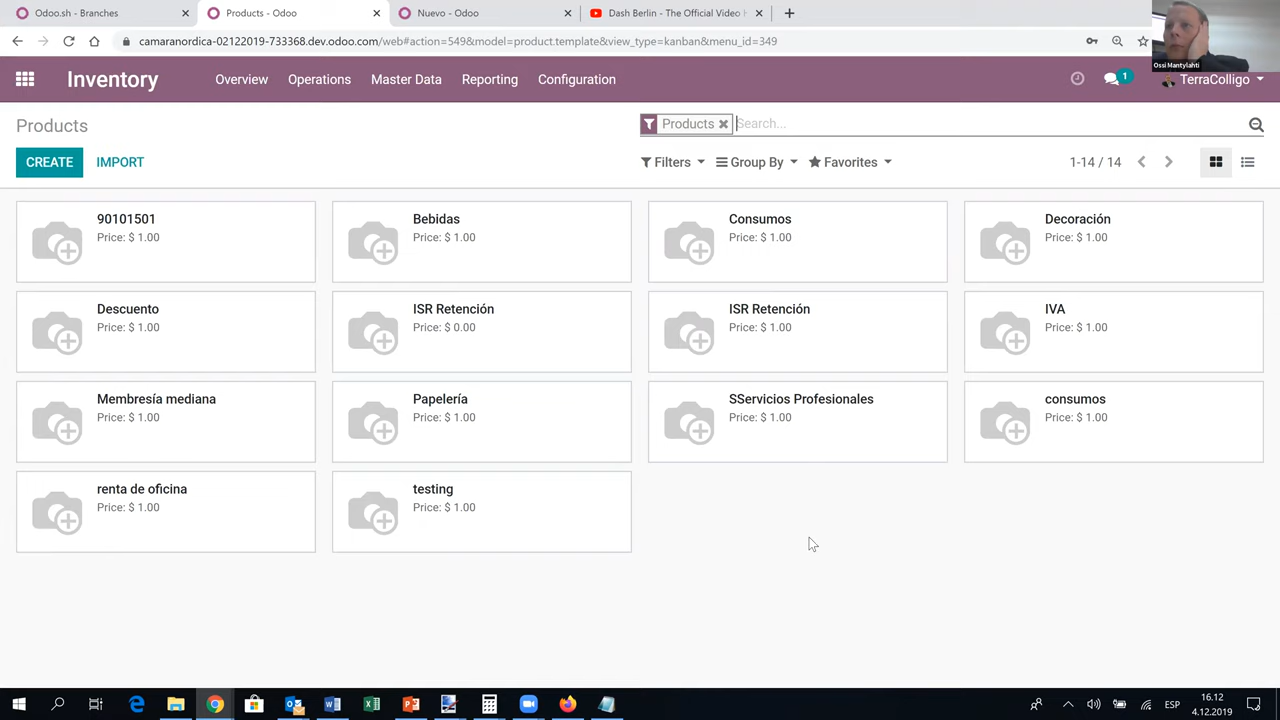 Odoo.sh - Branches
Products - Odoo
Nuevo - Odoo
Dash Berlin - The Official Video H
camaranordica-02122019-733368.dev.odoo.com/web#action=549&model=product.template&view_type=kanban&menu_id=349
Ossi Mantylahti
Inventory
Overview
Operations
Master Data
Reporting
Configuration
1
TerraColligo
Products
Products
Search...
CREATE
IMPORT
Filters
Group By
Favorites
1-14 / 14
90101501
Price: $ 1.00
Bebidas
Price: $ 1.00
Consumos
Price: $ 1.00
Decoración
Price: $ 1.00
Descuento
Price: $ 1.00
ISR Retención
Price: $ 0.00
ISR Retención
Price: $ 1.00
IVA
Price: $ 1.00
Membresía mediana
Price: $ 1.00
Papelería
Price: $ 1.00
SServicios Profesionales
Price: $ 1.00
consumos
Price: $ 1.00
renta de oficina
Price: $ 1.00
testing
Price: $ 1.00
ESP
16.12
4.12.2019